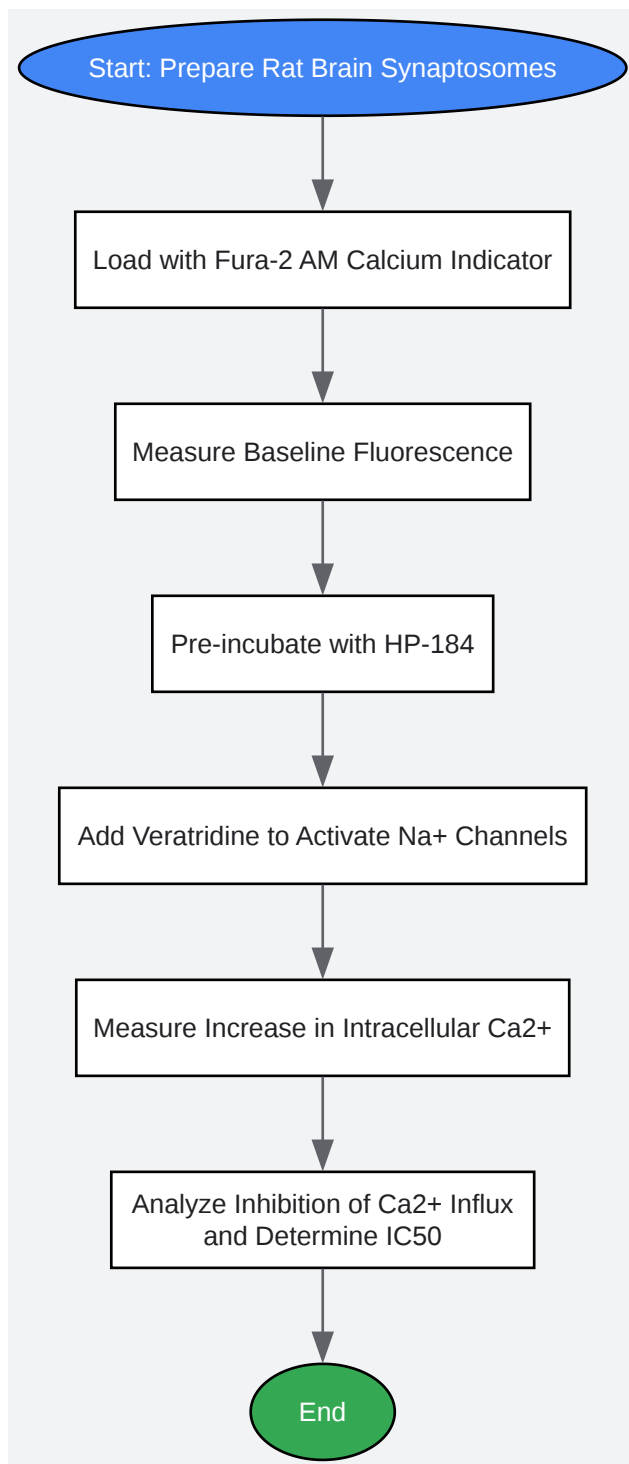 Start: Prepare Rat Brain Synaptosomes
Load with Fura-2 AM Calcium Indicator
Measure Baseline Fluorescence
Pre-incubate with HP-184
Add Veratridine to Activate Na+ Channels
Measure Increase in Intracellular Ca2+
Analyze Inhibition of Ca2+ Influx
and Determine IC50
End